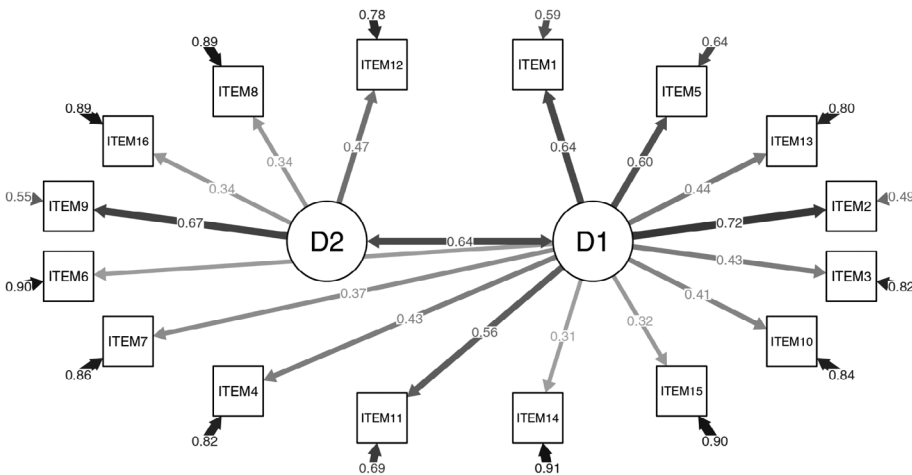 0.78
0.59
0.89
0.64
ITEM12
ITEM1
ITEM8
ITEM5
0.89
0.80
ITEM16
ITEM13
0.34
0.47
0.64
0.60
0.34
0.44
0.55
ITEM9
0.67
0.72
ITEM2
0.49
D2
0.64
D1
0.90
ITEM6
0.43
ITEM3
0.82
0.37
0.41
0.43
0.56
0.31
0.32
ITEM7
ITEM10
0.86
0.84
ITEM4
ITEM15
ITEM11
ITEM14
0.82
0.90
0.69
0.91